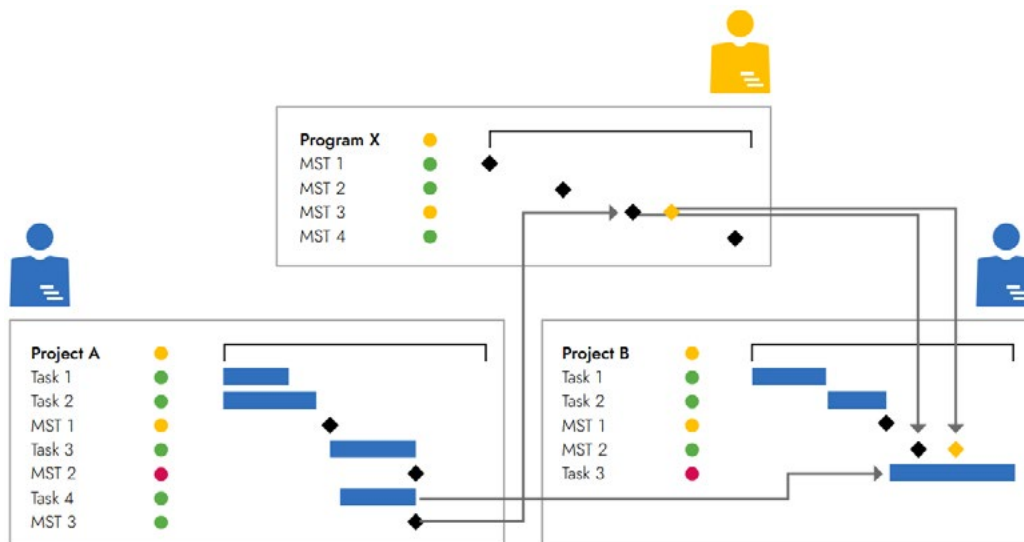 Program X
MST 1
MST 2
MST 3
MST 4
Project A
Task 1
Task 2
MST 1
Task 3
MST 2
Task 4
MST 3
Project B
Task 1
Task 2
MST 1
MST 2
Task 3